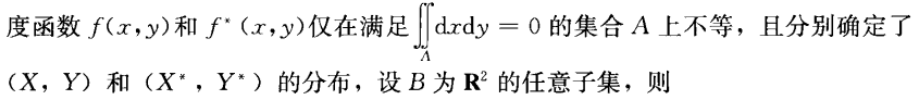 度函数 f(x,y)和 f*(x,y)仅在满足∬_A dxdy = 0 的集合 A 上不等，且分别确定了
(X, Y) 和 (X*, Y*) 的分布，设 B 为 R² 的任意子集，则